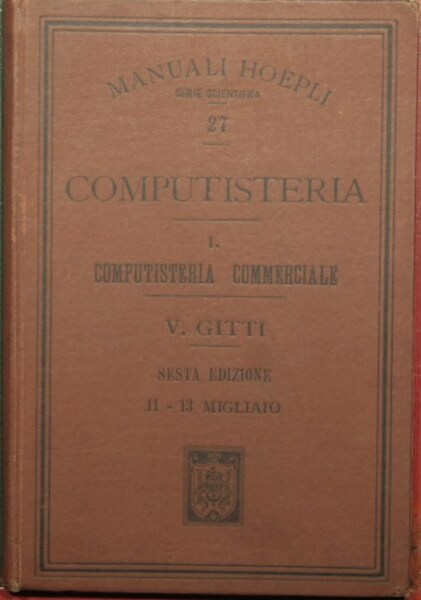 MANUALI HOEPLI
SERIE SCIENTIFICA
27
COMPUTISTERIA
I.
COMPUTISTERIA COMMERCIALE
V. GITTI
SESTA EDIZIONE
11 - 13 MIGLIAIO